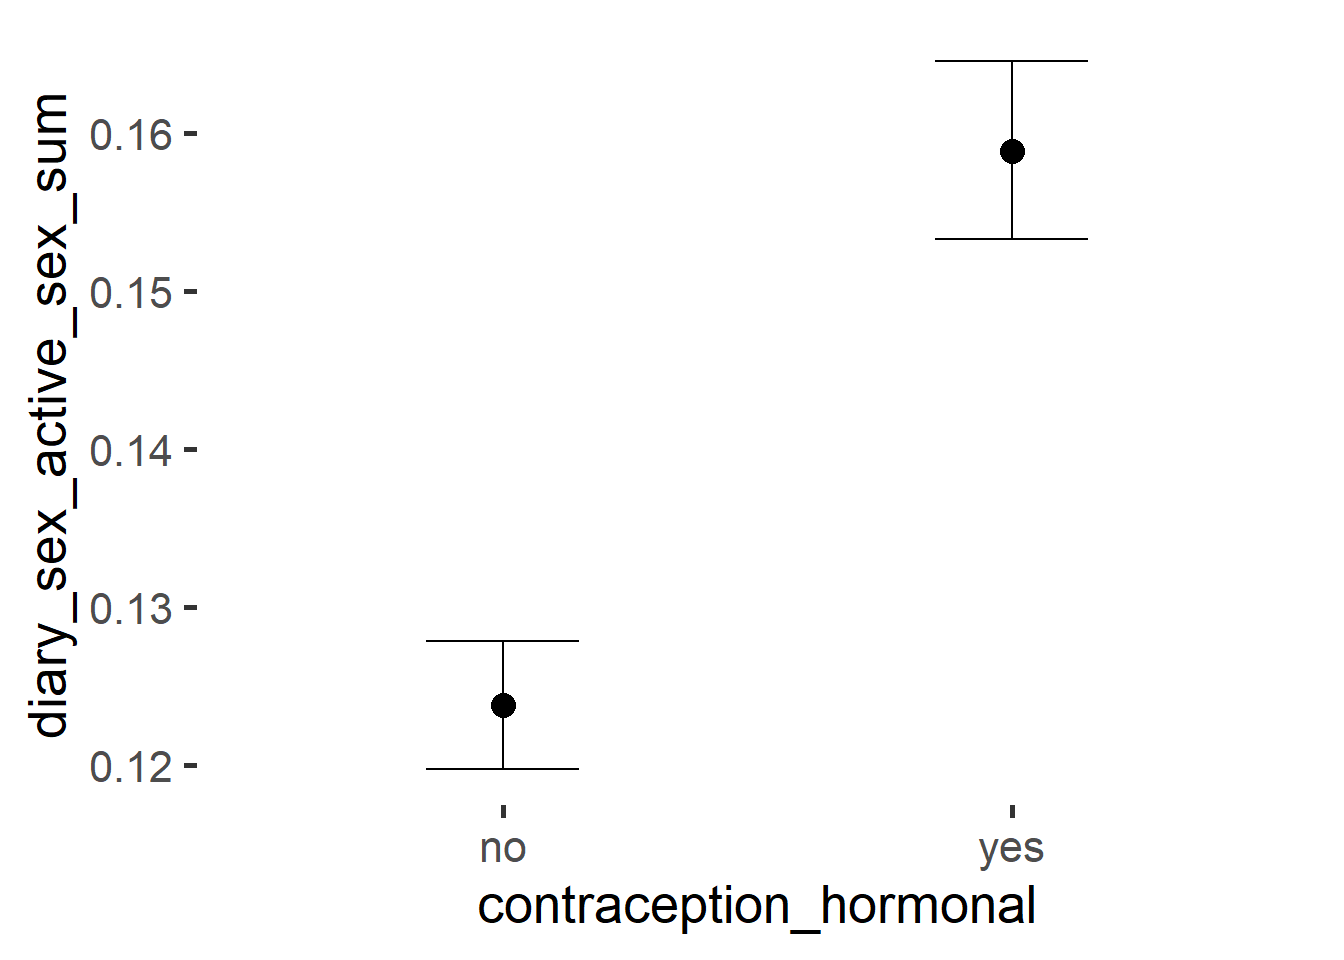 diary_sex_active_sex_sum
0.16
0.15
0.14
0.13
0.12
no yes
contraception_hormonal